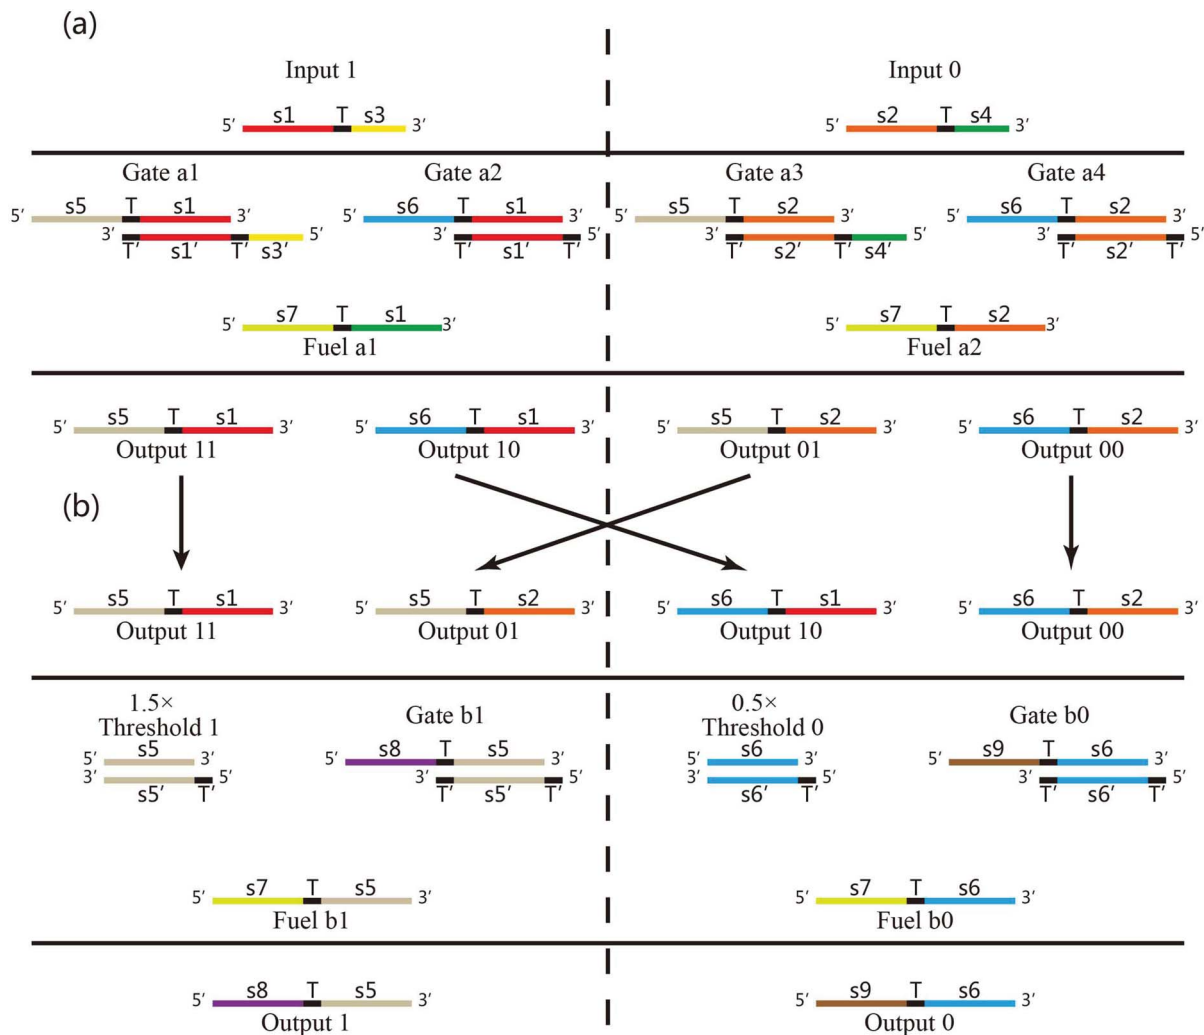 (a)
Input 1 Input 0
5′ s1 T s3 3′ 5′ s2 T s4 3′
Gate a1 Gate a2 Gate a3 Gate a4
5′ s5 T s1 3′ 5′ s6 T s1 3′ 5′ s5 T s2 3′ 5′ s6 T s2 3′
3′ T′ s1′ T′ s3′ 5′ 3′ T′ s1′ T′ 5′ 3′ T′ s2′ T′ s4′ 5′ 3′ T′ s2′ T′ 5′
5′ s7 T s1 3′ 5′ s7 T s2 3′
Fuel a1 Fuel a2
5′ s5 T s1 3′ 5′ s6 T s1 3′ 5′ s5 T s2 3′ 5′ s6 T s2 3′
Output 11 Output 10 Output 01 Output 00
(b)
5′ s5 T s1 3′ 5′ s5 T s2 3′ 5′ s6 T s1 3′ 5′ s6 T s2 3′
Output 11 Output 01 Output 10 Output 00
1.5× 0.5×
Threshold 1 Gate b1 Threshold 0 Gate b0
5′ s5 3′ 5′ s8 T s5 3′ 5′ s6 3′ 5′ s9 T s6 3′
3′ s5′ T′ 5′ 3′ T′ s5′ T′ 5′ 3′ s6′ T′ 5′ 3′ T′ s6′ T′ 5′
5′ s7 T s5 3′ 5′ s7 T s6 3′
Fuel b1 Fuel b0
5′ s8 T s5 3′ 5′ s9 T s6 3′
Output 1 Output 0